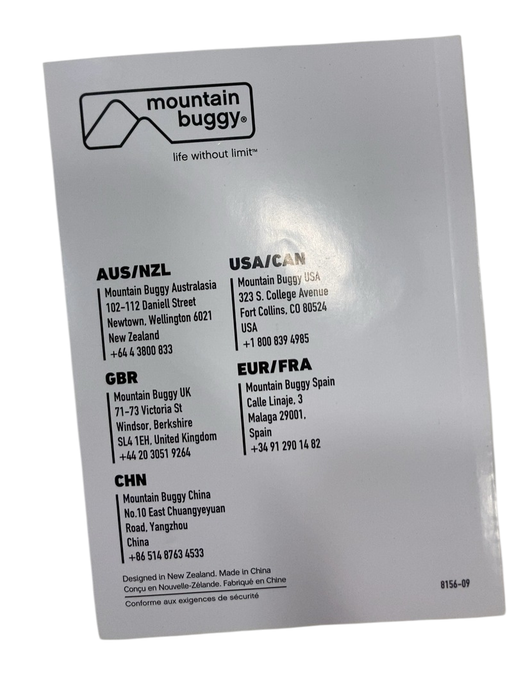 mountain
buggy®
life without limit™
AUS/NZL
Mountain Buggy Australasia
102-112 Daniell Street
Newtown, Wellington 6021
New Zealand
+64 4 3800 833
GBR
Mountain Buggy UK
71-73 Victoria St
Windsor, Berkshire
SL4 1EH, United Kingdom
+44 20 3051 9264
CHN
Mountain Buggy China
No.10 East Chuangyeyuan
Road, Yangzhou
China
+86 514 8763 4533
USA/CAN
Mountain Buggy USA
323 S. College Avenue
Fort Collins, CO 80524
USA
+1 800 839 4985
EUR/FRA
Mountain Buggy Spain
Calle Linaje, 3
Malaga 29001,
Spain
+34 91 290 14 82
Designed in New Zealand. Made in China
Conçu en Nouvelle-Zélande. Fabriqué en Chine
Conforme aux exigences de sécurité
8156-09